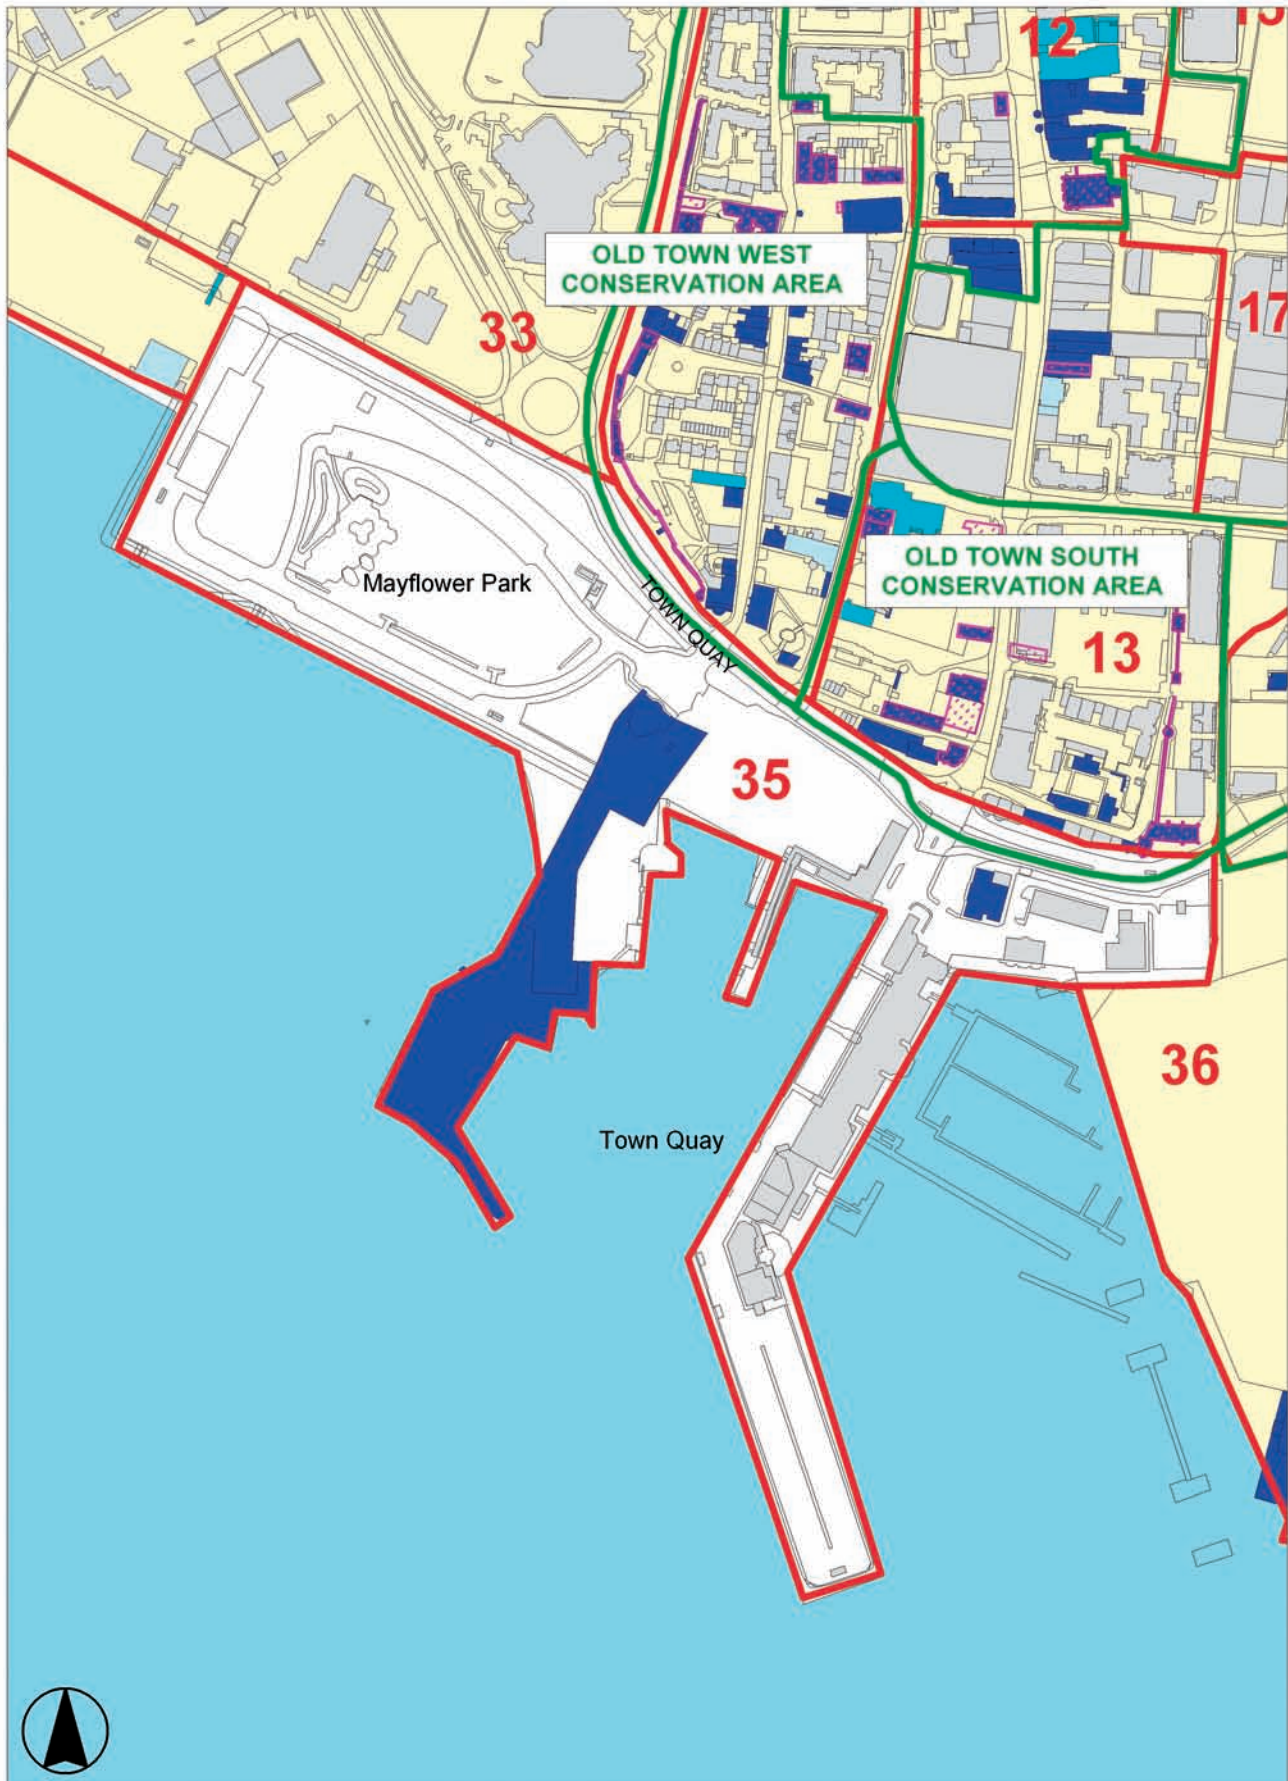 12
OLD TOWN WEST
CONSERVATION AREA
17
33
OLD TOWN SOUTH
CONSERVATION AREA
Mayflower Park
TOWN QUAY
13
35
36
Town Quay